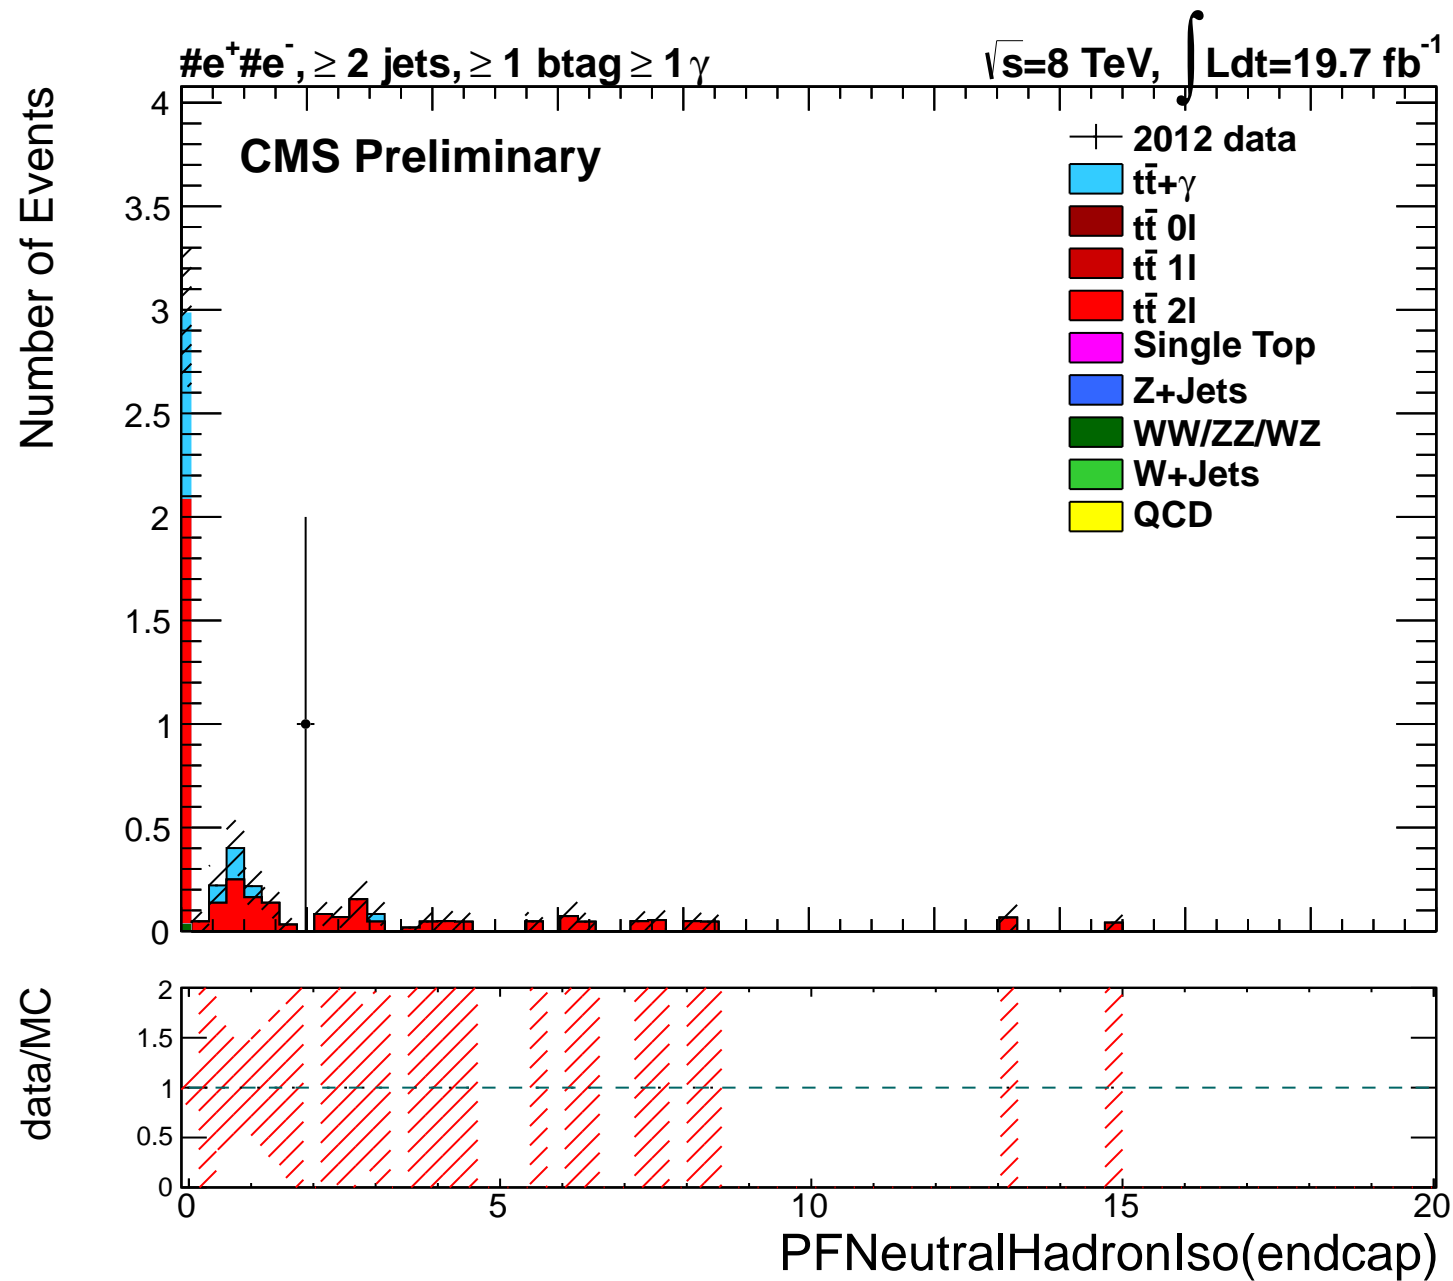 #e⁺#e⁻, ≥ 2 jets, ≥ 1 btag ≥ 1γ
√s=8 TeV, ∫Ldt=19.7 fb⁻¹
CMS Preliminary
2012 data
tt̄+γ
tt̄ 0l
tt̄ 1l
tt̄ 2l
Single Top
Z+Jets
WW/ZZ/WZ
W+Jets
QCD
Number of Events
4
3.5
3
2.5
2
1.5
1
0.5
0
data/MC
2
1.5
1
0.5
0
0 5 10 15 20
PFNeutralHadronIso(endcap)